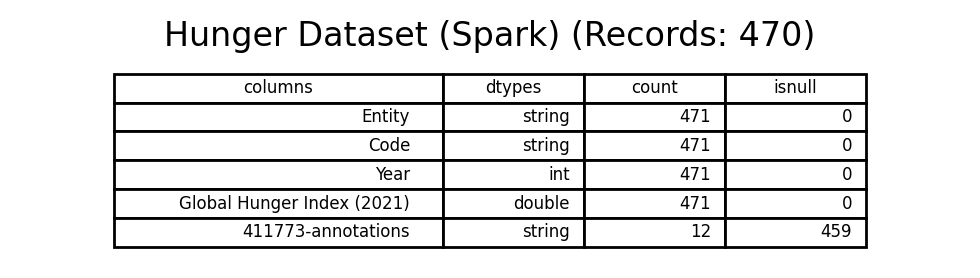 Hunger Dataset (Spark) (Records: 470)
columns dtypes count isnull
Entity string 471 0
Code string 471 0
Year int 471 0
Global Hunger Index (2021) double 471 0
411773-annotations string 12 459